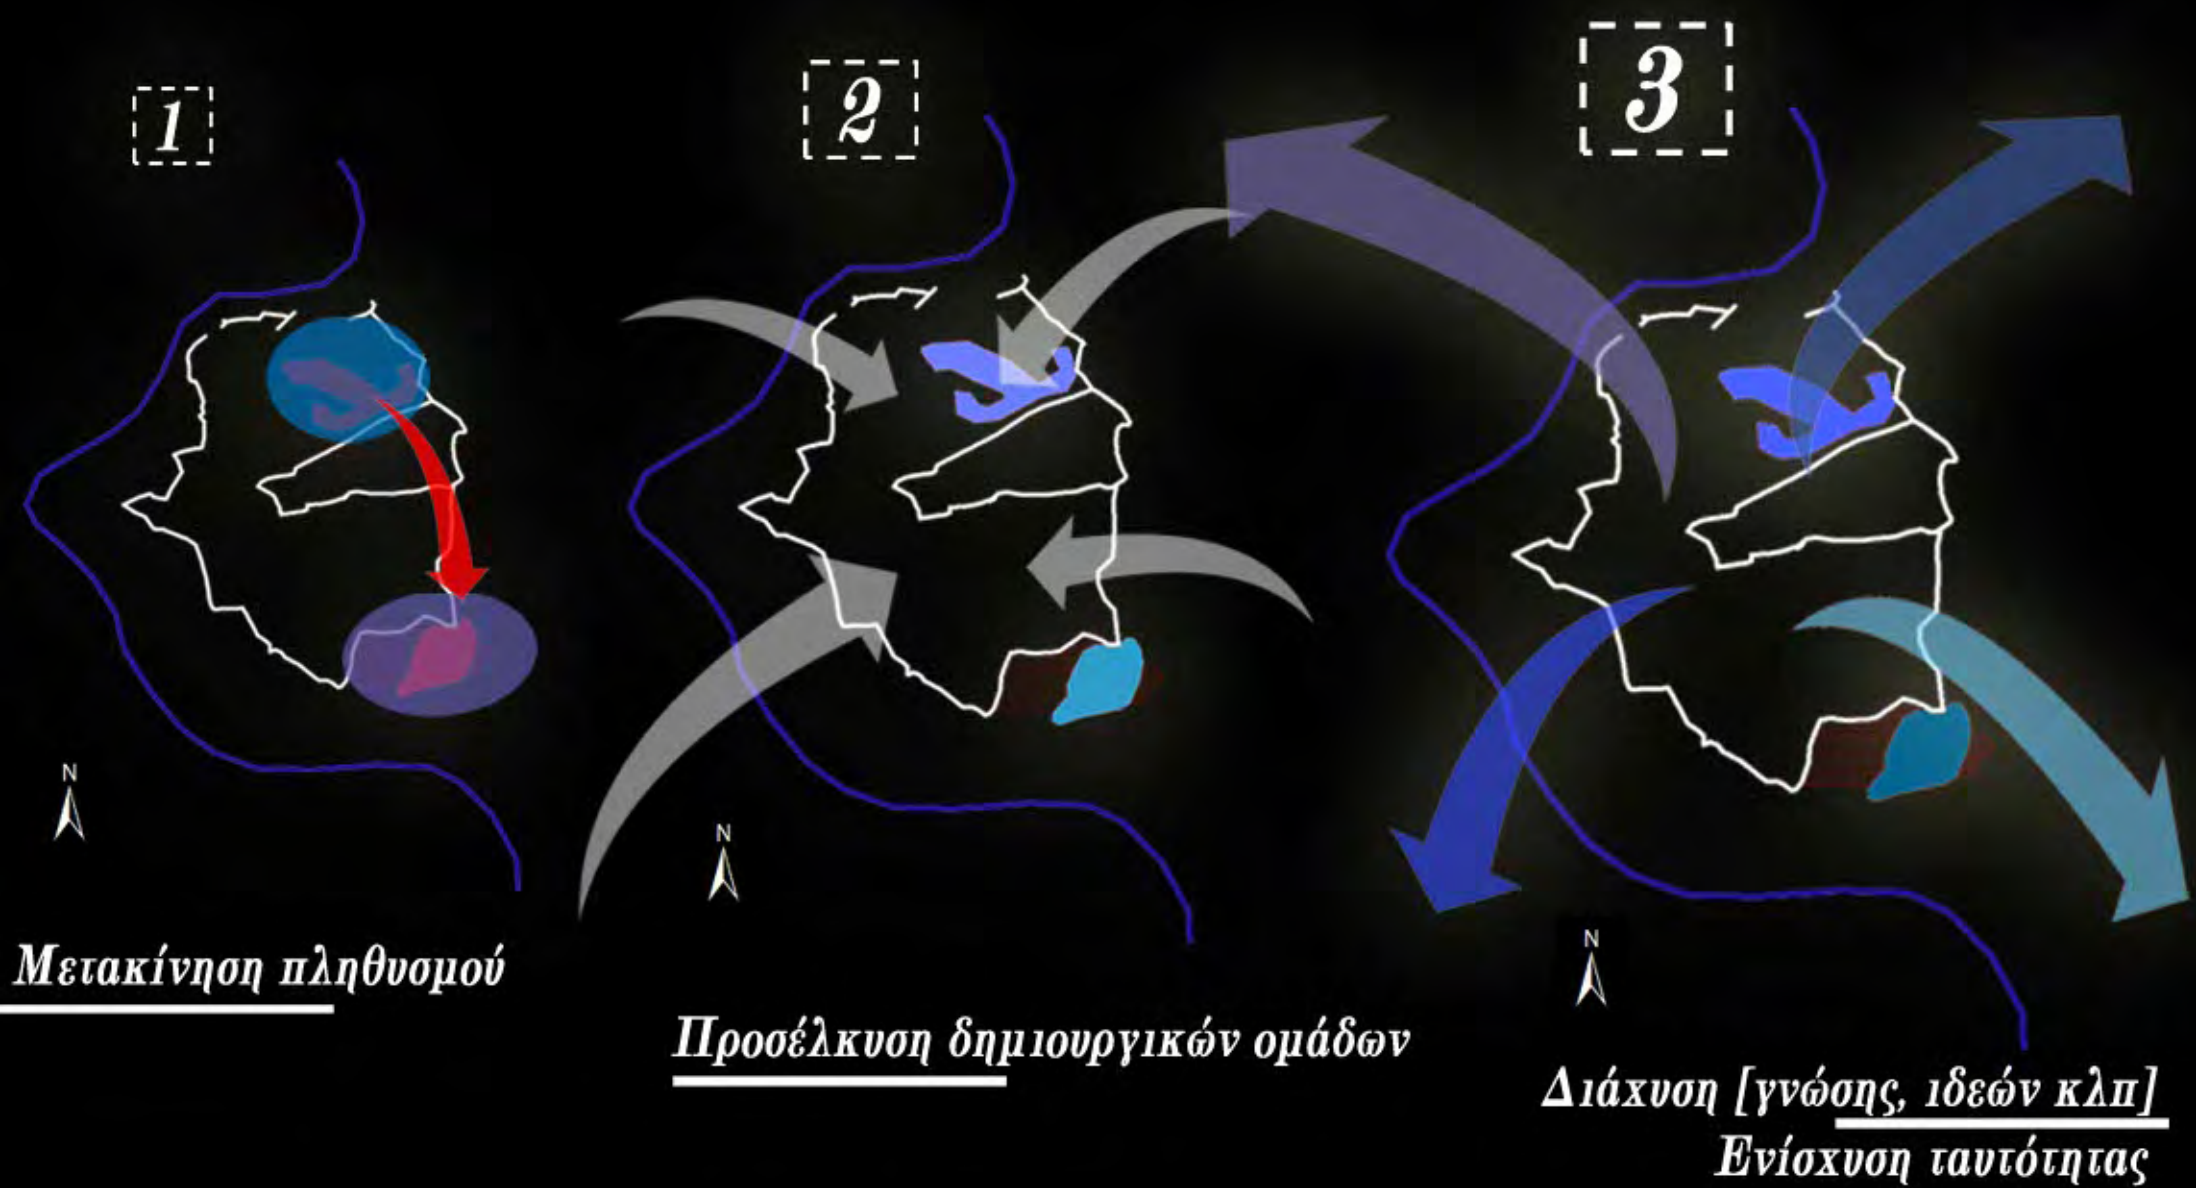 1
2
3
N
N
N
Μετακίνηση πληθυσμού
Προσέλκυση δημιουργικών ομάδων
Διάχυση [γνώσης, ιδεών κλπ]
Ενίσχυση ταυτότητας